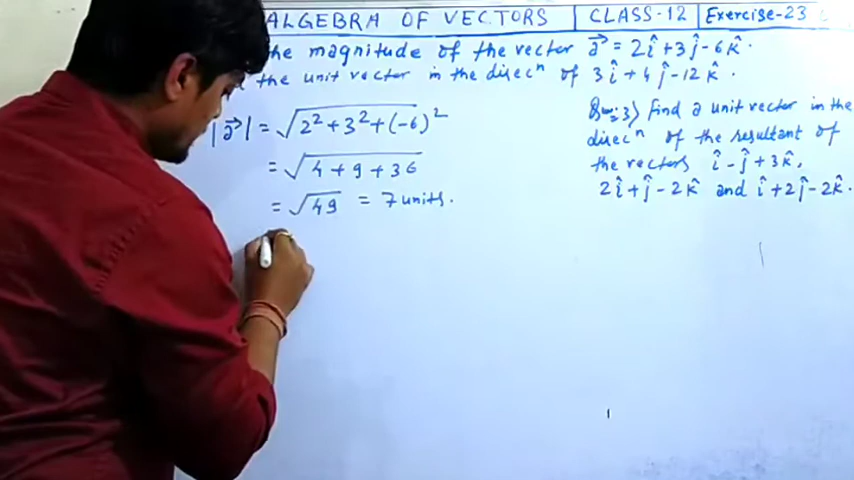 ALGEBRA OF VECTORS CLASS-12 Exercise-23
the magnitude of the vector a⃗ = 2î+3ĵ-6k̂.
the unit vector in the direcⁿ of 3î+4ĵ-12k̂.
|a⃗| = √2²+3²+(-6)²
= √4+9+36
= √49 = 7 units.
Find a unit vector in the
direcⁿ of the resultant of
the vectors î-ĵ+3k̂,
2î+ĵ-2k̂ and î+2ĵ-2k̂.